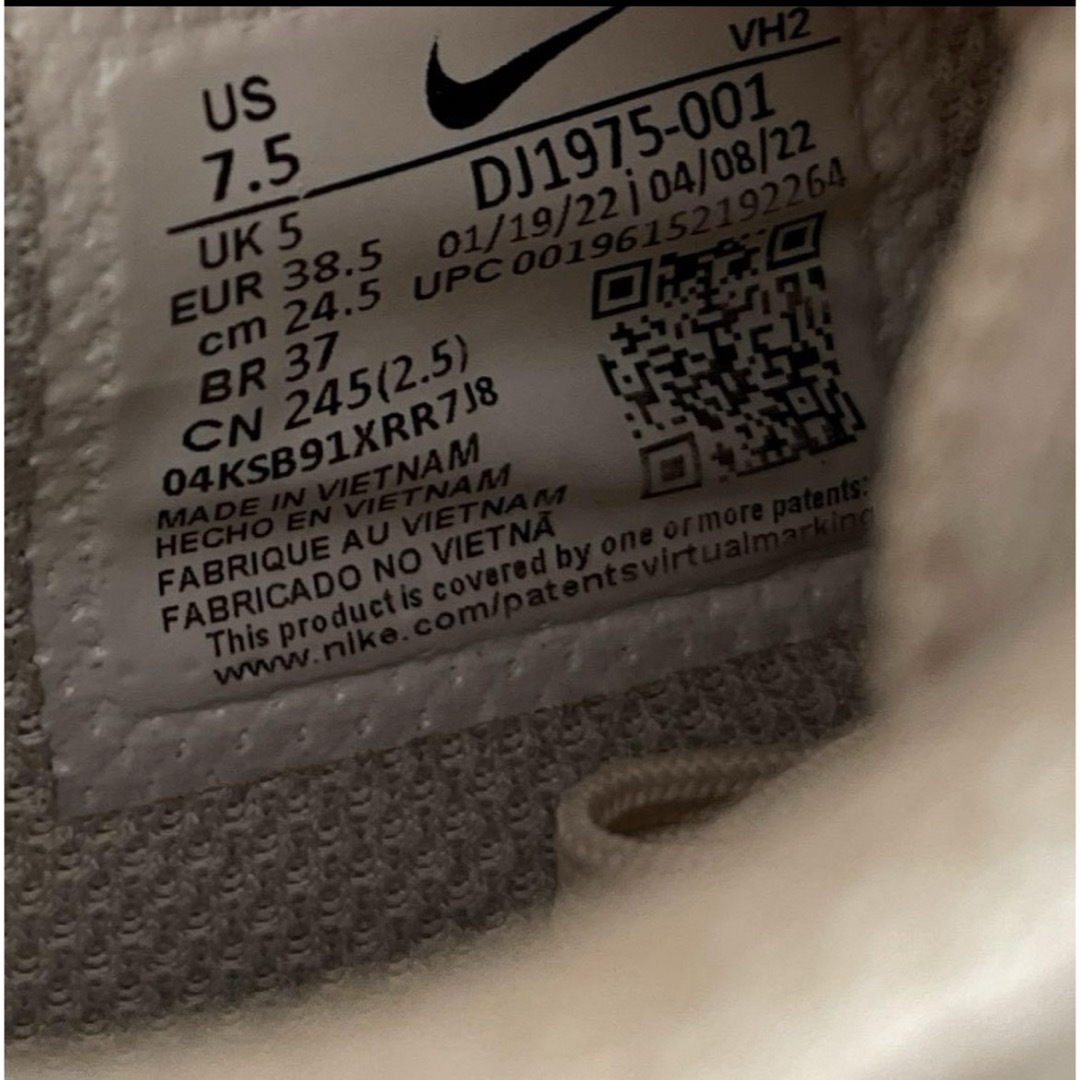 US
7.5
VH2
DJ1975-001
01/19/22 | 04/08/22
UPC 00196152192264
UK 5
EUR 38.5
cm 24.5
BR 37
CN 245(2.5)
04KSB91XRR7J8
MADE IN VIETNAM
HECHO EN VIETNAM
FABRIQUE AU VIETNAM
FABRICADO NO VIETNÃ
This product is covered by one or more patents:
www.nike.com/patentsvirtualmarking